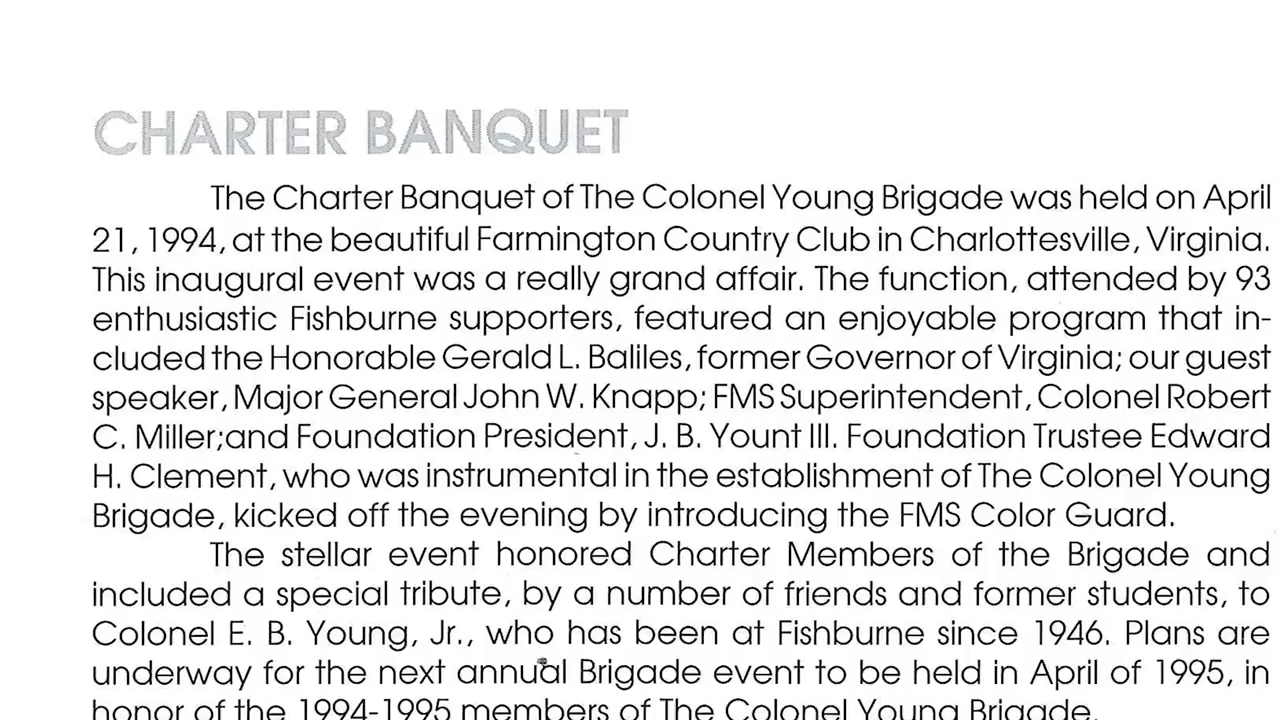 CHARTER BANQUET
The Charter Banquet of The Colonel Young Brigade was held on April
21, 1994, at the beautiful Farmington Country Club in Charlottesville, Virginia.
This inaugural event was a really grand affair. The function, attended by 93
enthusiastic Fishburne supporters, featured an enjoyable program that in-
cluded the Honorable Gerald L. Baliles, former Governor of Virginia; our guest
speaker, Major General John W. Knapp; FMS Superintendent, Colonel Robert
C. Miller;and Foundation President, J. B. Yount III. Foundation Trustee Edward
H. Clement, who was instrumental in the establishment of The Colonel Young
Brigade, kicked off the evening by introducing the FMS Color Guard.
The stellar event honored Charter Members of the Brigade and
included a special tribute, by a number of friends and former students, to
Colonel E. B. Young, Jr., who has been at Fishburne since 1946. Plans are
underway for the next annual Brigade event to be held in April of 1995, in
honor of the 1994-1995 members of The Colonel Young Brigade.